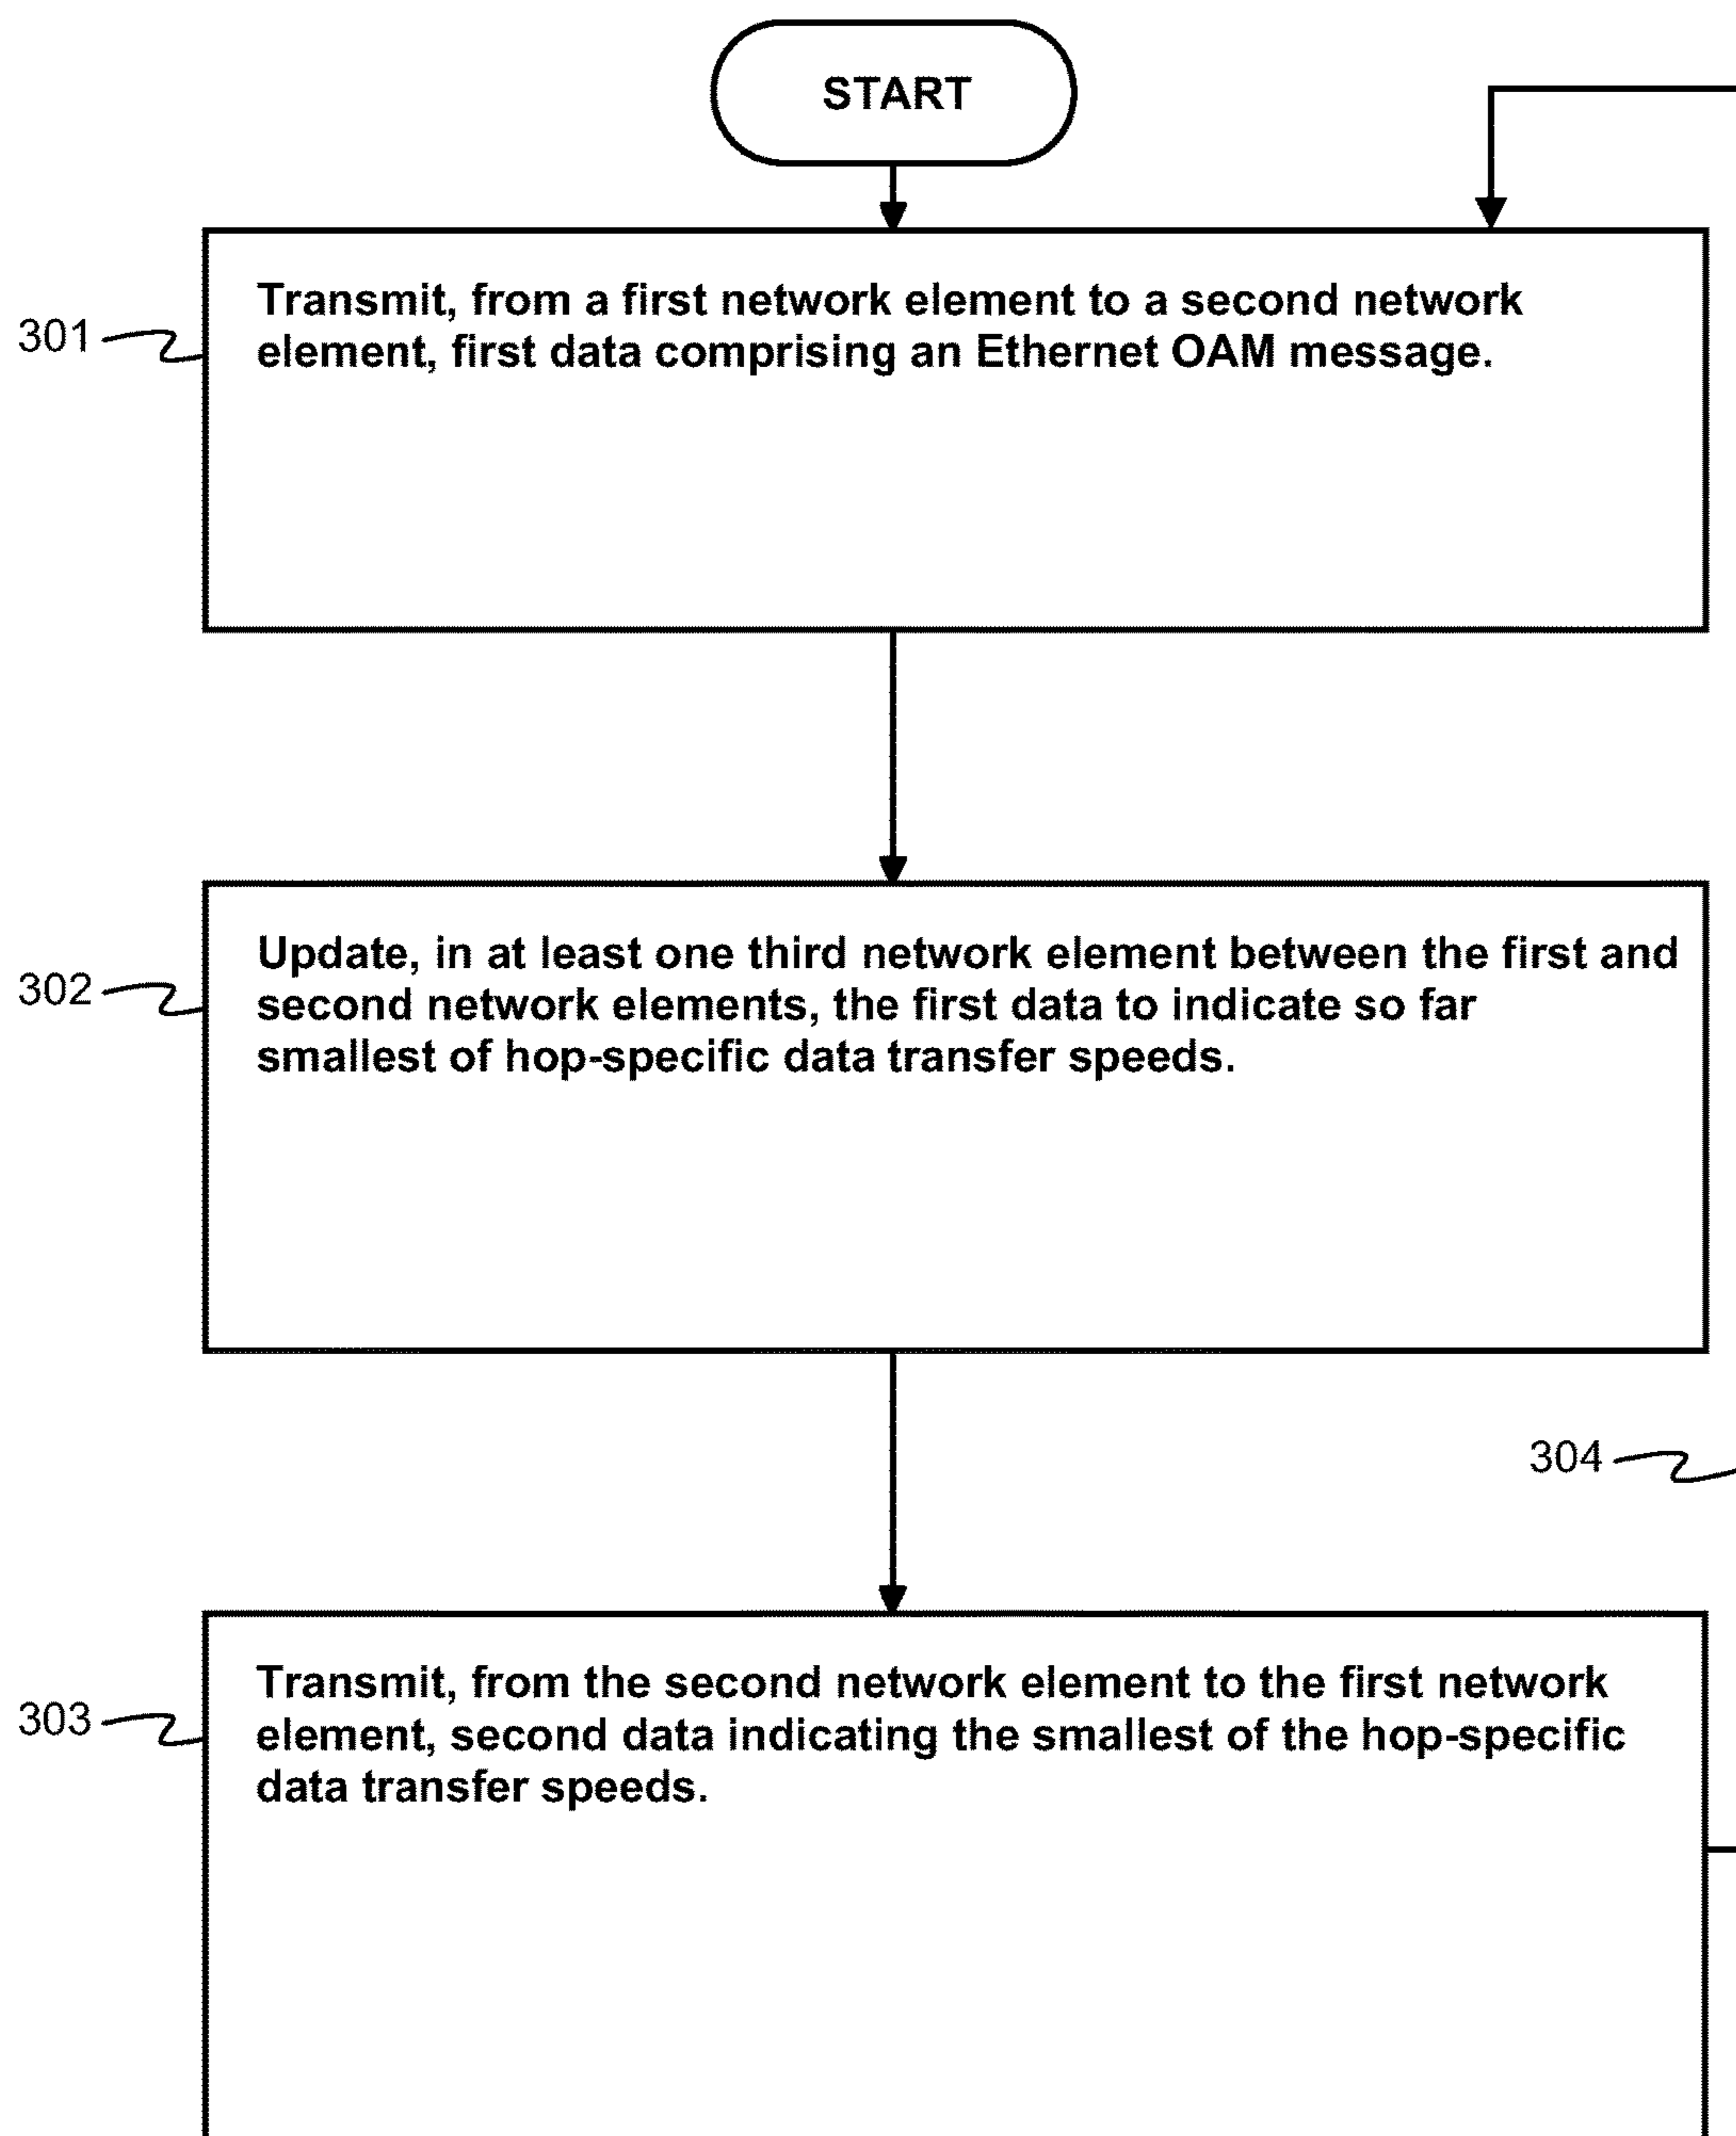 START
301
Transmit, from a first network element to a second network
element, first data comprising an Ethernet OAM message.
302
Update, in at least one third network element between the first and
second network elements, the first data to indicate so far
smallest of hop-specific data transfer speeds.
304
303
Transmit, from the second network element to the first network
element, second data indicating the smallest of the hop-specific
data transfer speeds.